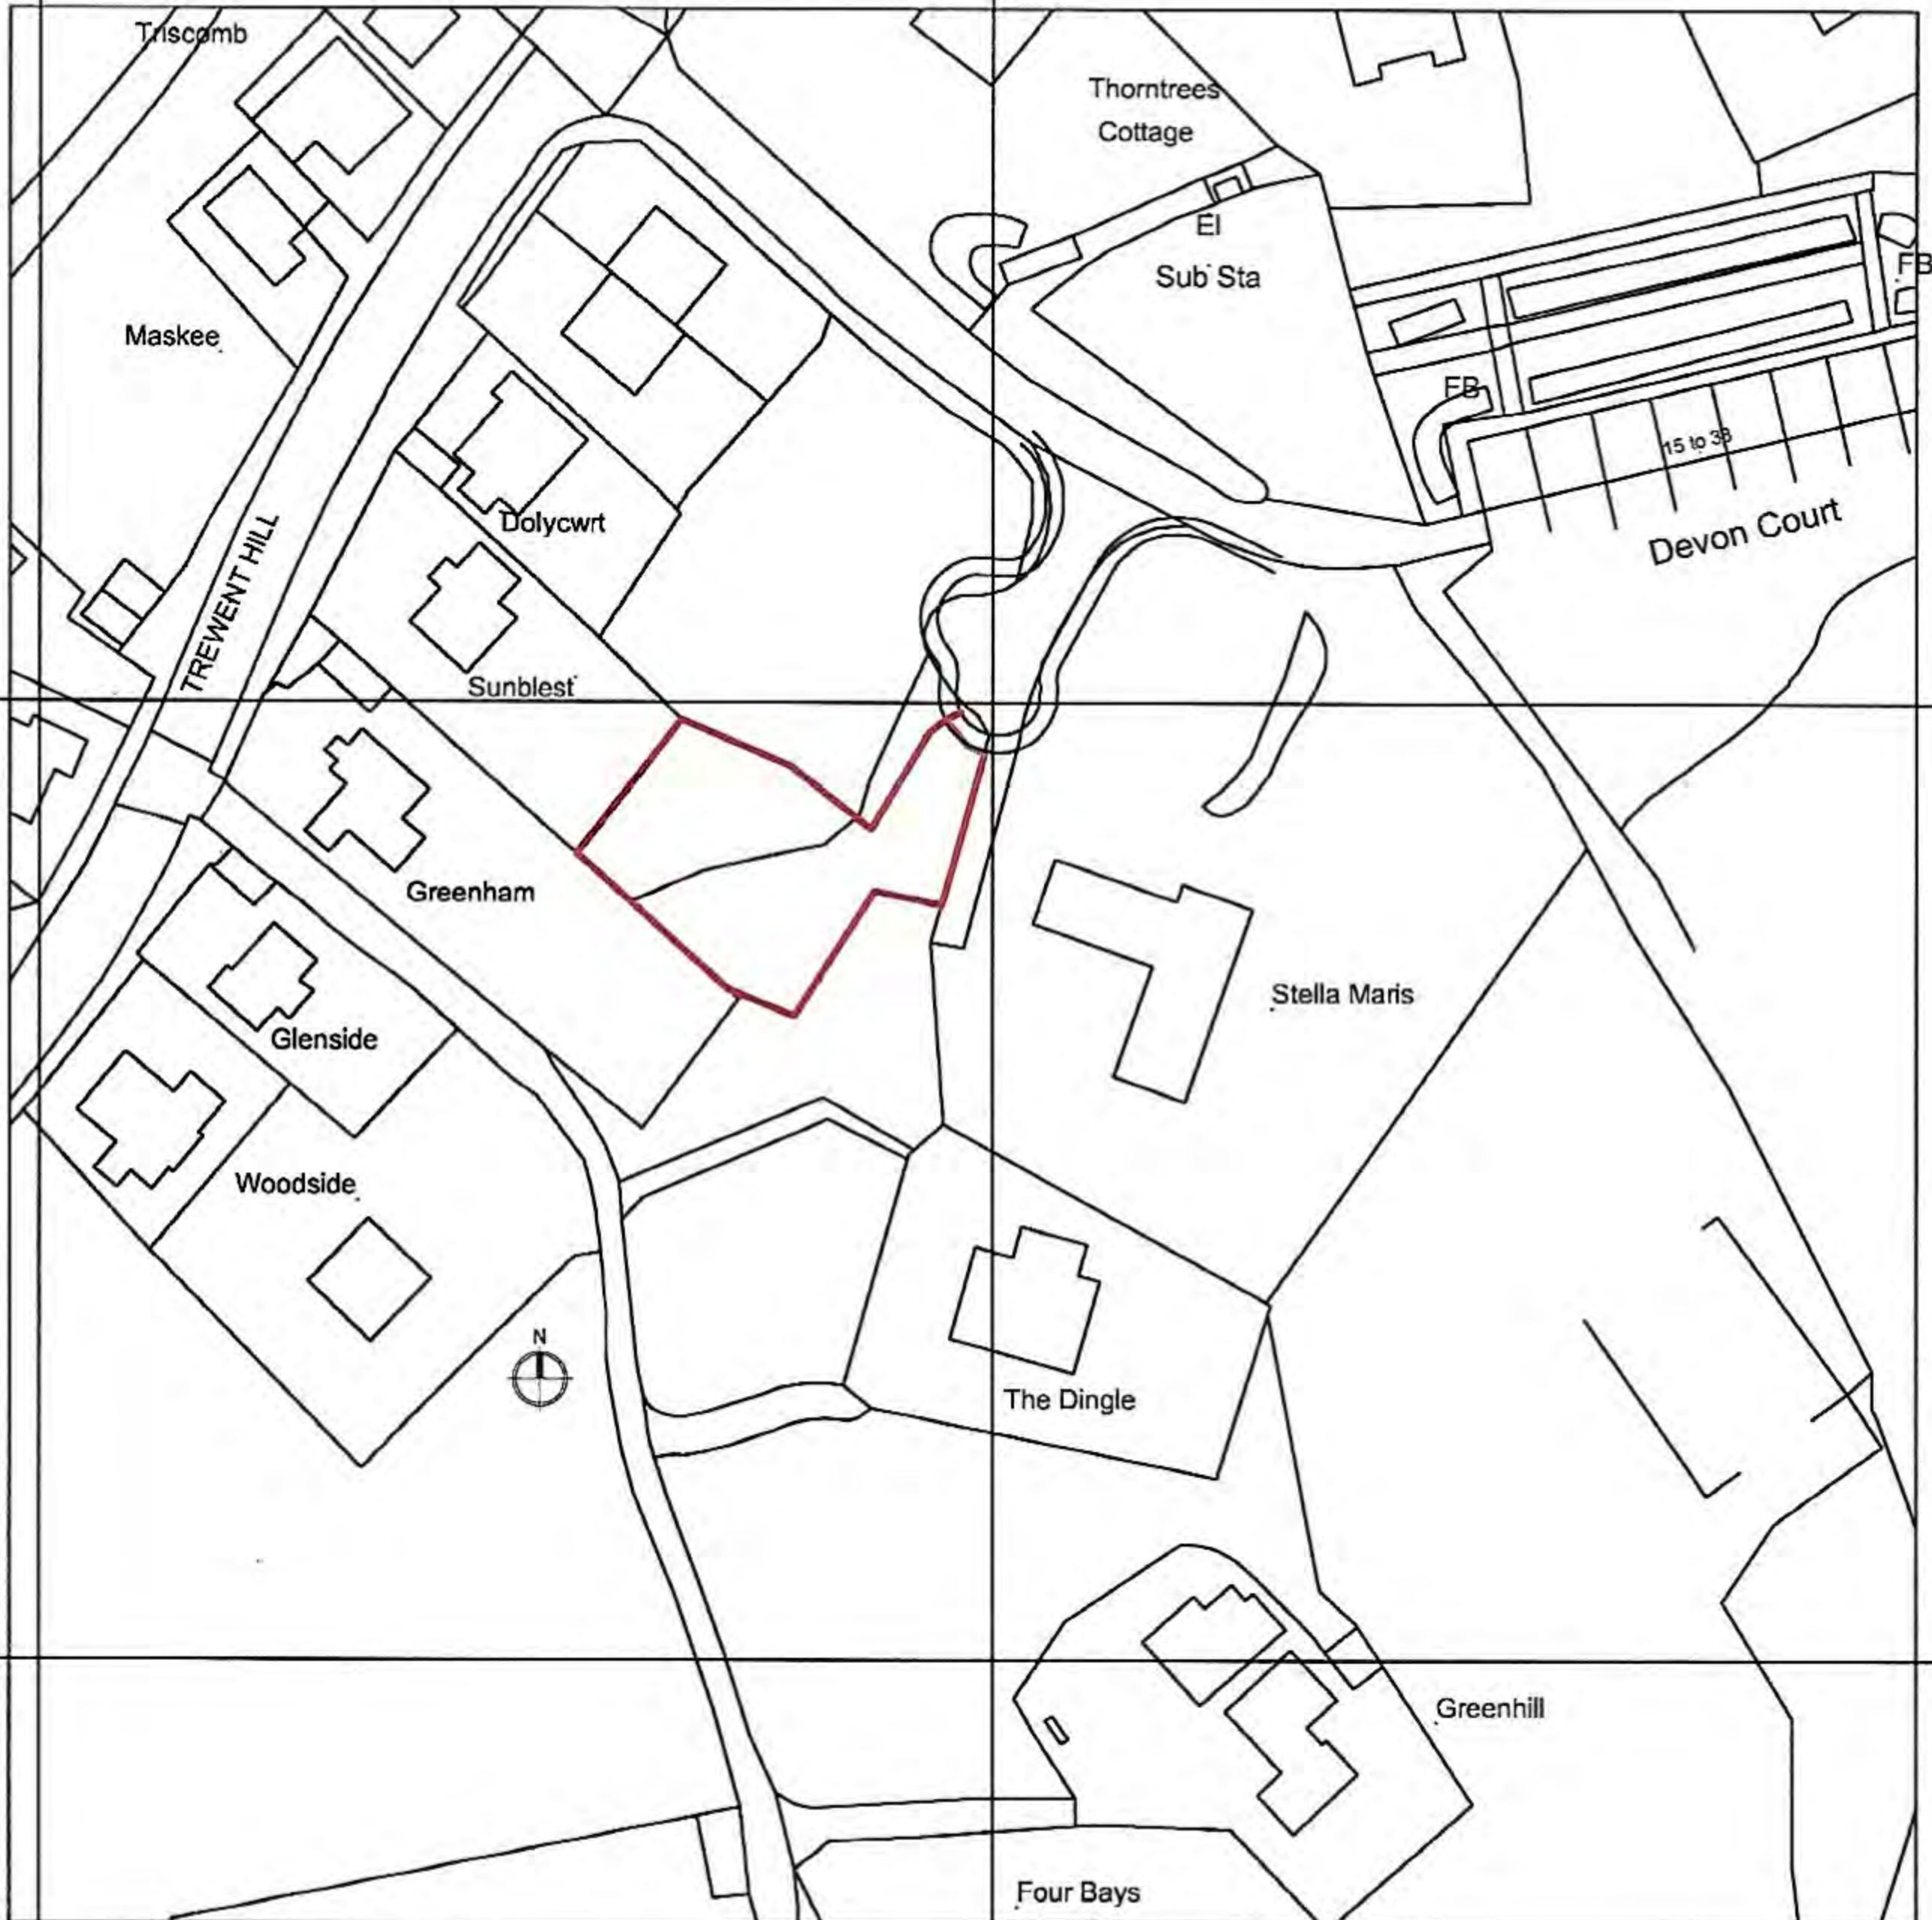 Triscomb
Thorntrees
Cottage
El
Sub Sta
FB
Maskee
FB
15 to 38
Devon Court
Dolycwrt
TREWENT HILL
Sunblest
Greenham
Stella Maris
Glenside
Woodside
N
The Dingle
Greenhill
Four Bays